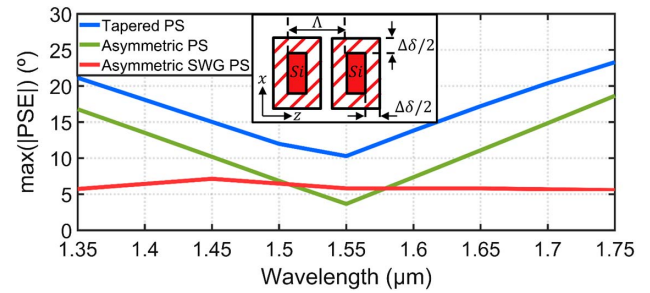 30
25
20
15
10
5
0
max(|PSE|) (º)
Tapered PS
Asymmetric PS
Asymmetric SWG PS
Λ
Δδ/2
Si
Si
Δδ/2
x
z
1.35
1.4
1.45
1.5
1.55
1.6
1.65
1.7
1.75
Wavelength (μm)